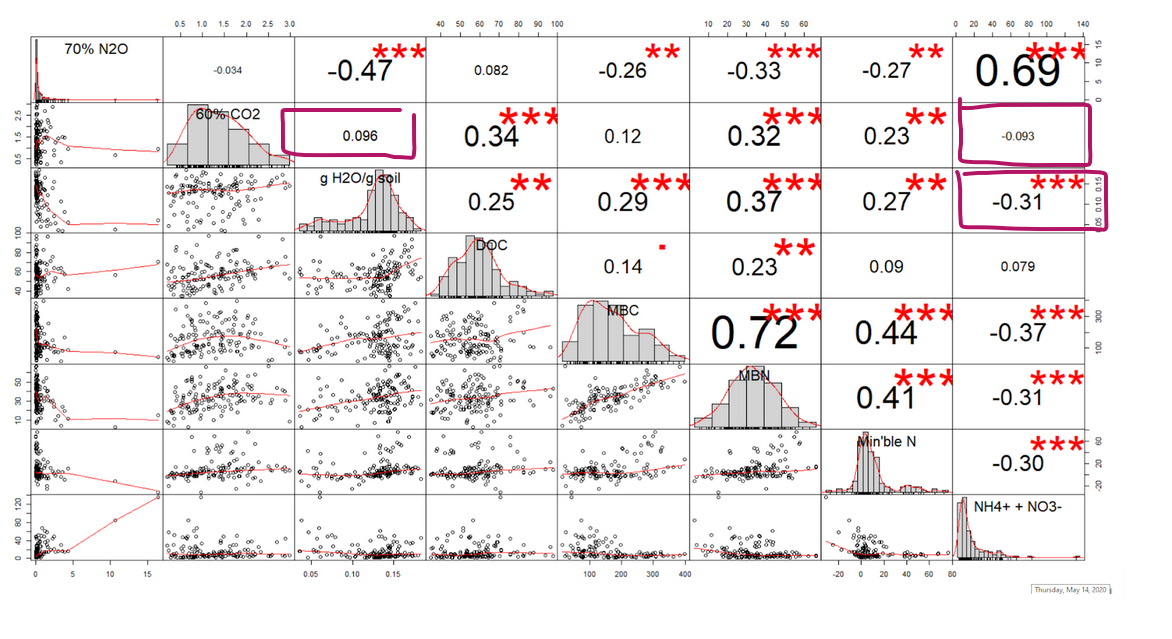 0.5 1.0 1.5 2.0 2.5 3.0 40 50 60 70 80 90 100 10 20 30 40 50 60 0 20 40 60 80 100 140
70% N2O -0.034 -0.47 *** 0.082 -0.26 ** -0.33 *** -0.27 ** 0.69 *** 0 5 10 15
0.5 1.5 2.5 60% CO2 0.096 0.34 *** 0.12 0.32 *** 0.23 ** -0.093
g H2O/g soil 0.25 ** 0.29 *** 0.37 *** 0.27 ** -0.31 *** 0.05 0.10 0.15
40 60 80 100 DOC 0.14 . 0.23 ** 0.09 0.079
MBC 0.72 *** 0.44 *** -0.37 *** 100 300
10 30 50 MBN 0.41 *** -0.31 ***
Min'ble N -0.30 *** -20 20 60
0 40 80 120 NH4+ + NO3-
0 5 10 15 0.05 0.10 0.15 100 200 300 400 -20 0 20 40 60 80
Thursday, May 14, 2020